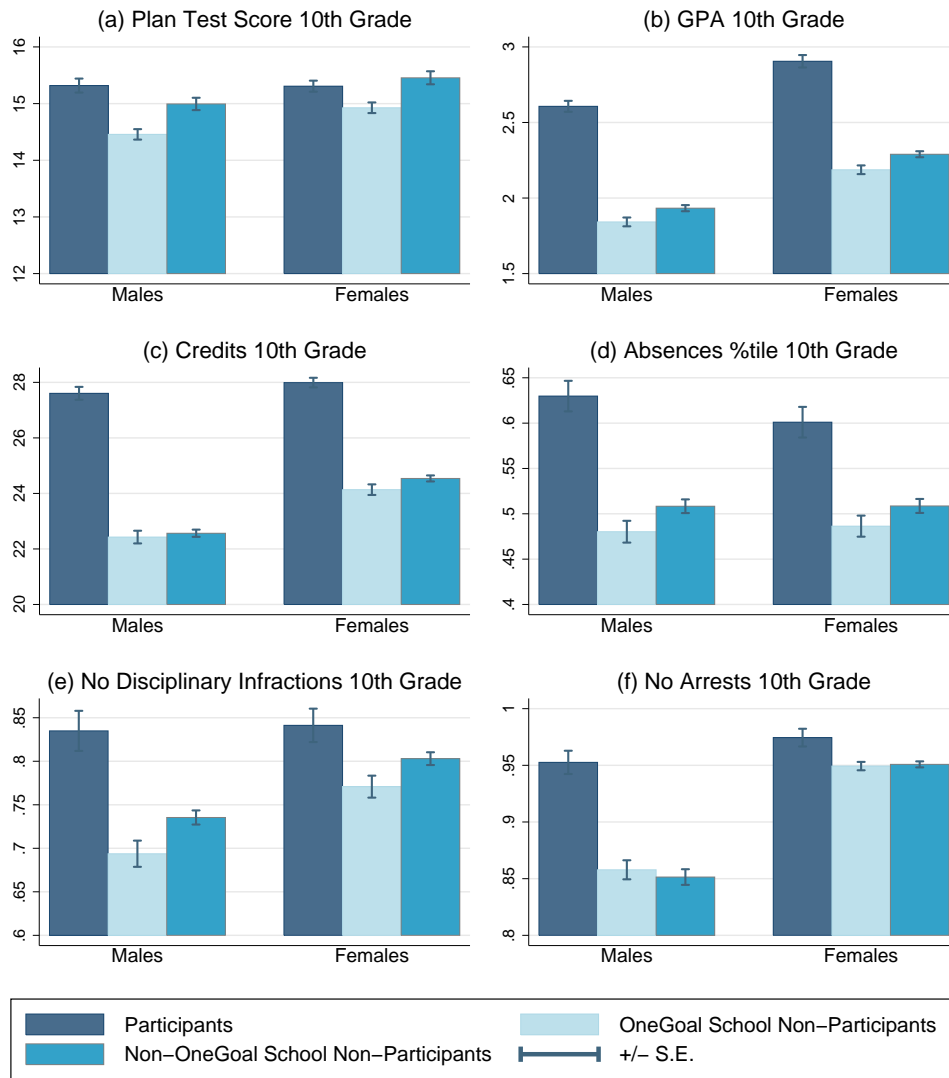 (a) Plan Test Score 10th Grade
16
15
14
13
12
Males Females
(b) GPA 10th Grade
3
2.5
2
1.5
Males Females
(c) Credits 10th Grade
28
26
24
22
20
Males Females
(d) Absences %tile 10th Grade
.65
.6
.55
.5
.45
.4
Males Females
(e) No Disciplinary Infractions 10th Grade
.85
.8
.75
.7
.65
.6
Males Females
(f) No Arrests 10th Grade
1
.95
.9
.85
.8
Males Females
Participants
OneGoal School Non−Participants
Non−OneGoal School Non−Participants
+/− S.E.